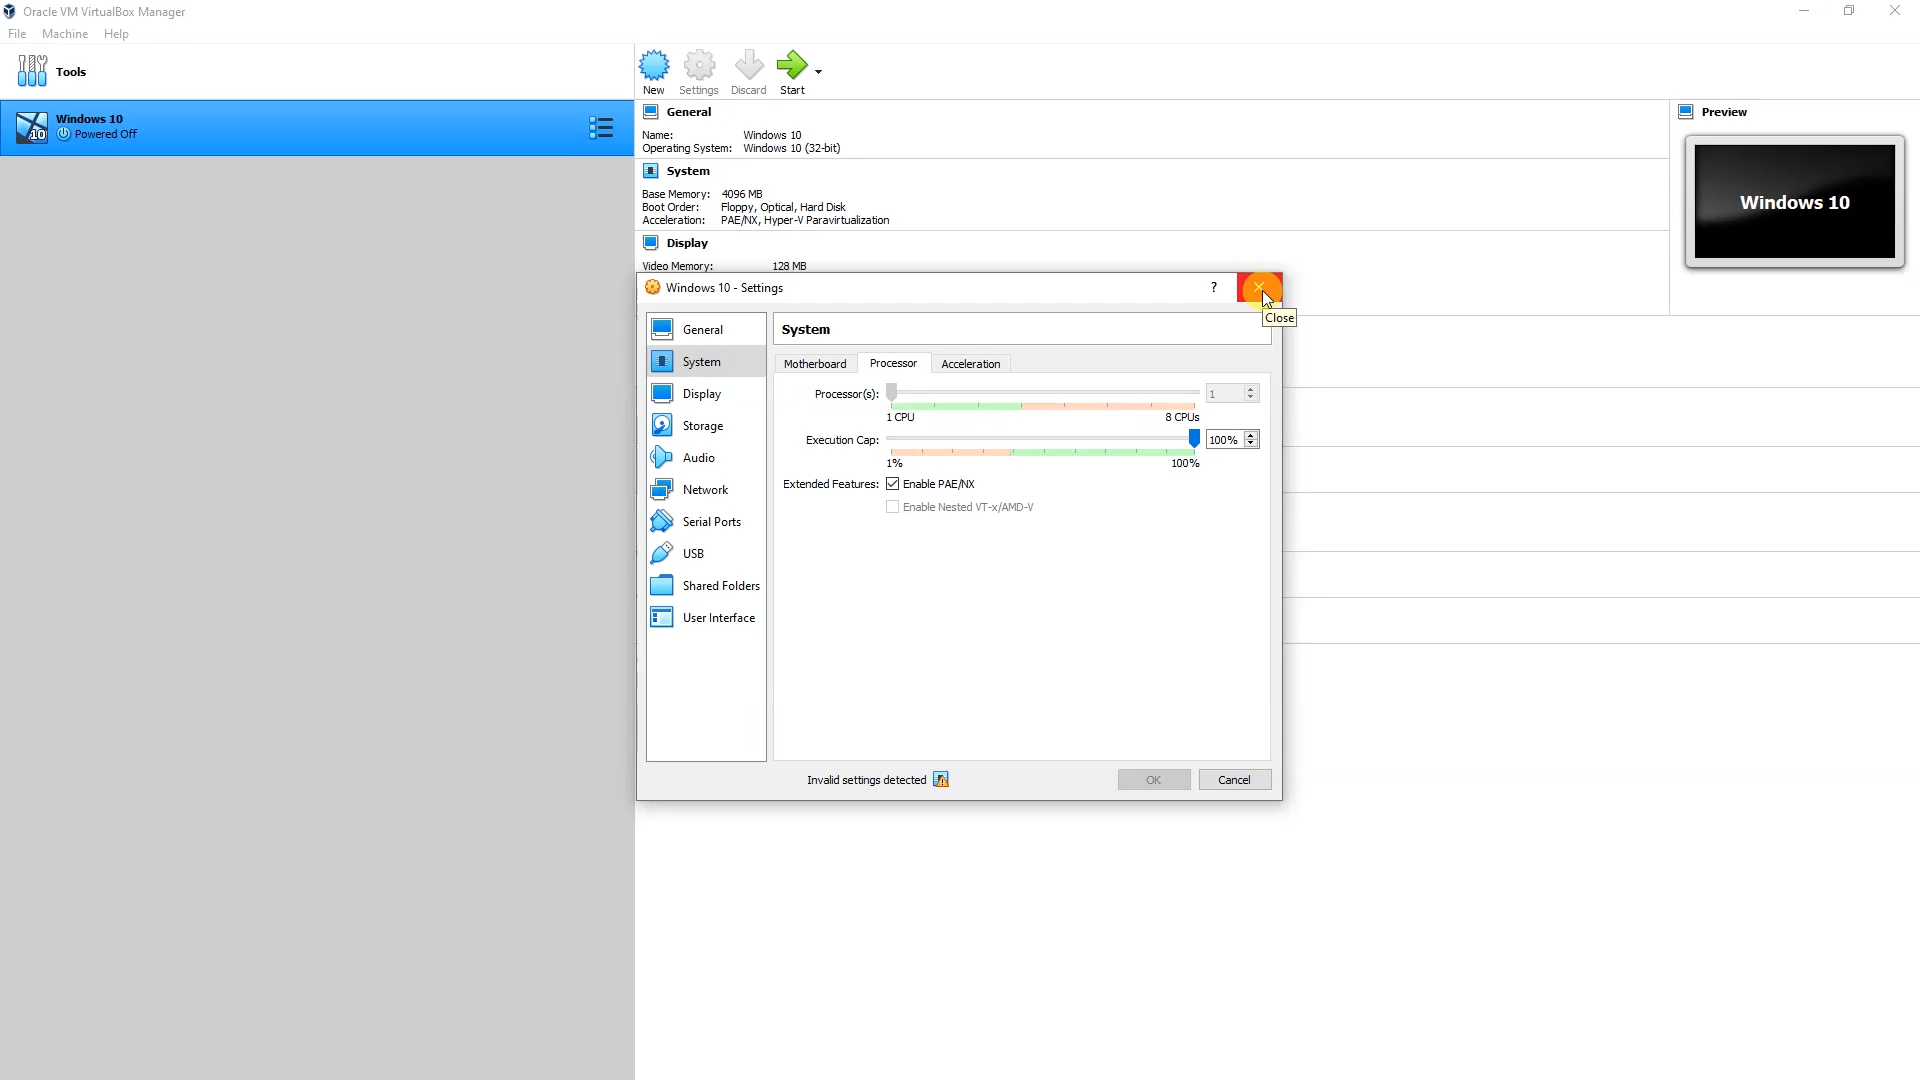 Oracle VM VirtualBox Manager
File Machine Help
Tools
New Settings Discard Start
Windows 10
Powered Off
10
General
Name: Windows 10
Operating System: Windows 10 (32-bit)
System
Base Memory: 4096 MB
Boot Order: Floppy, Optical, Hard Disk
Acceleration: PAE/NX, Hyper-V Paravirtualization
Display
Video Memory: 128 MB
Preview
Windows 10
Windows 10 - Settings
?
Close
General
System
Display
Storage
Audio
Network
Serial Ports
USB
Shared Folders
User Interface
System
Motherboard Processor Acceleration
Processor(s): 1
1 CPU 8 CPUs
Execution Cap: 100%
1% 100%
Extended Features: Enable PAE/NX
Enable Nested VT-x/AMD-V
Invalid settings detected
OK Cancel